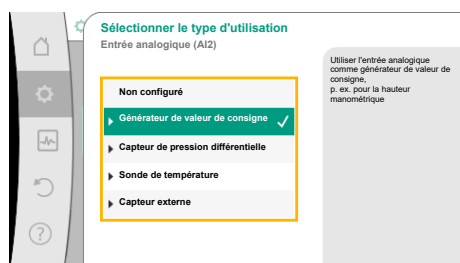 Sélectionner le type d'utilisation
Entrée analogique (AI2)
Non configuré
Générateur de valeur de consigne
Capteur de pression différentielle
Sonde de température
Capteur externe
Utiliser l'entrée analogique
comme générateur de valeur de
consigne,
p. ex. pour la hauteur
manométrique
?